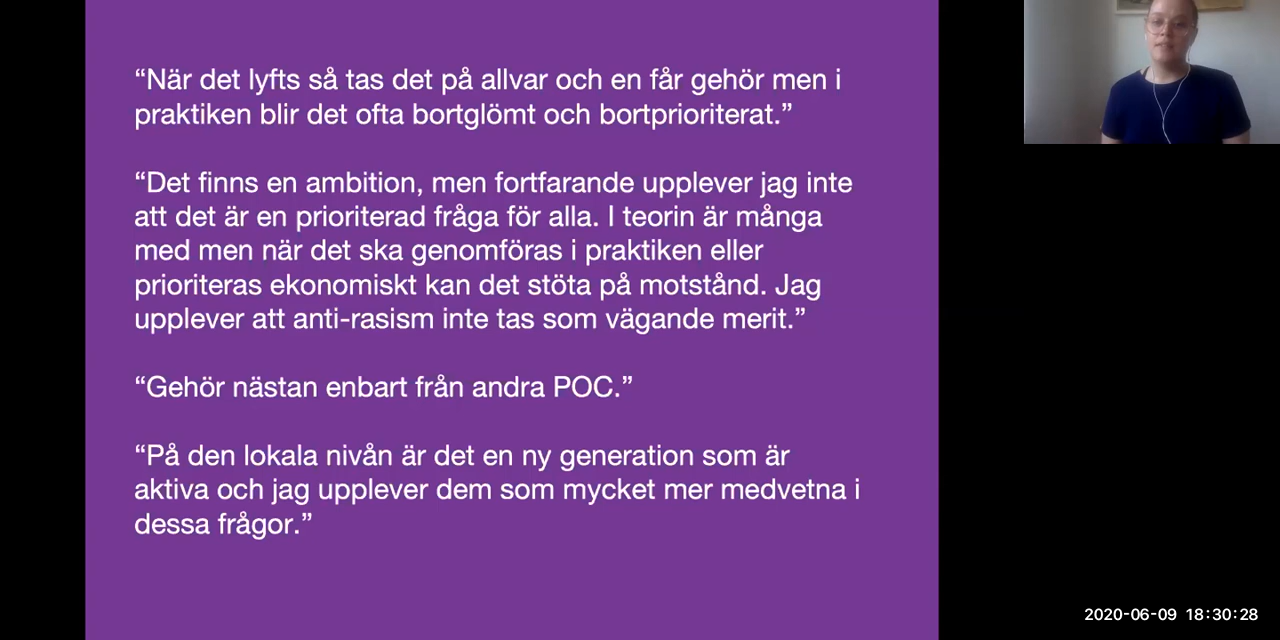 “När det lyfts så tas det på allvar och en får gehör men i
praktiken blir det ofta bortglömt och bortprioriterat.”
“Det finns en ambition, men fortfarande upplever jag inte
att det är en prioriterad fråga för alla. I teorin är många
med men när det ska genomföras i praktiken eller
prioriteras ekonomiskt kan det stöta på motstånd. Jag
upplever att anti-rasism inte tas som vägande merit.”
“Gehör nästan enbart från andra POC.”
“På den lokala nivån är det en ny generation som är
aktiva och jag upplever dem som mycket mer medvetna i
dessa frågor.”
2020-06-09 18:30:28